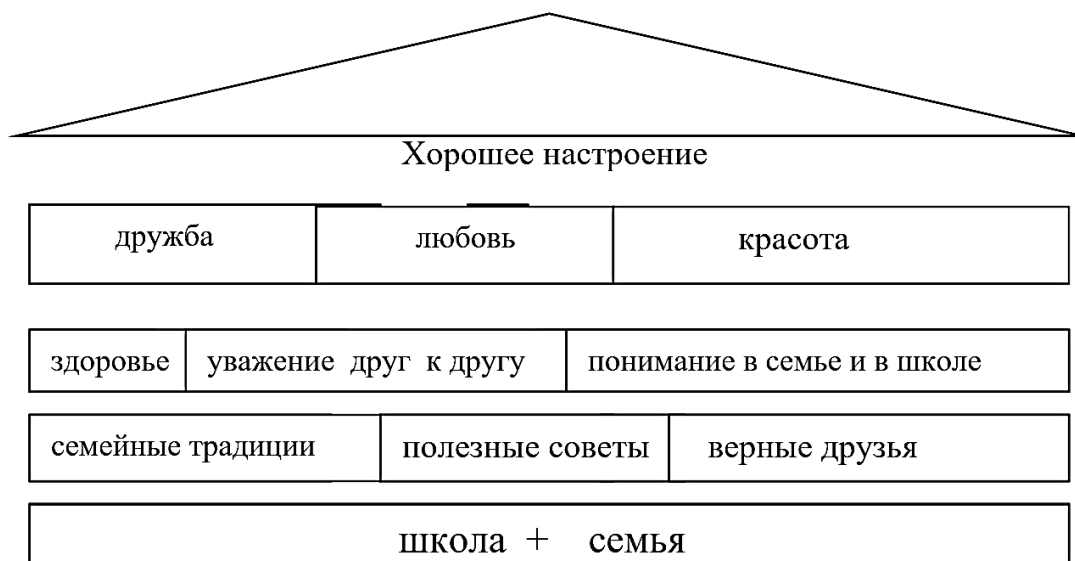 Хорошее настроение
дружба любовь красота
здоровье уважение друг к другу понимание в семье и в школе
семейные традиции полезные советы верные друзья
школа + семья